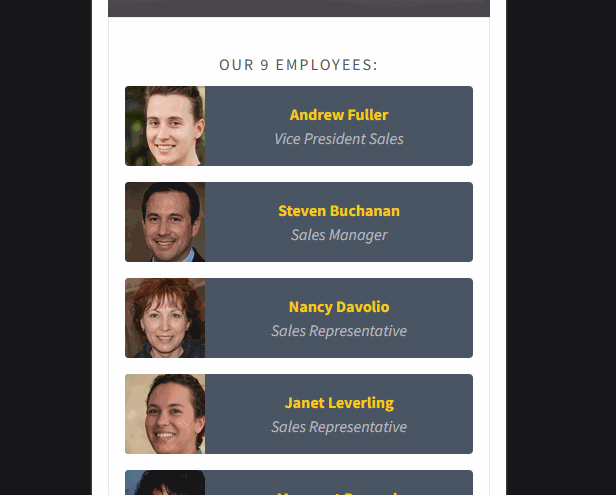 OUR 9 EMPLOYEES:
Andrew Fuller
Vice President Sales
Steven Buchanan
Sales Manager
Nancy Davolio
Sales Representative
Janet Leverling
Sales Representative